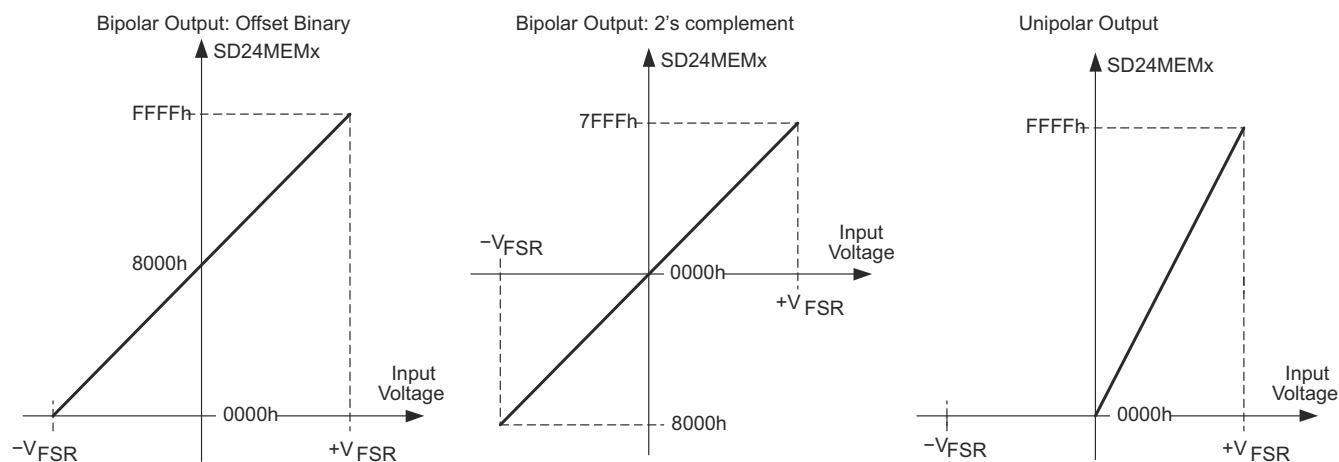 Bipolar Output: Offset Binary
SD24MEMx
FFFFh
8000h
Input
Voltage
0000h
−VFSR
+VFSR
Bipolar Output: 2's complement
SD24MEMx
7FFFh
−VFSR
Input
Voltage
0000h
+VFSR
8000h
Unipolar Output
SD24MEMx
FFFFh
Input
Voltage
0000h
−VFSR
+VFSR